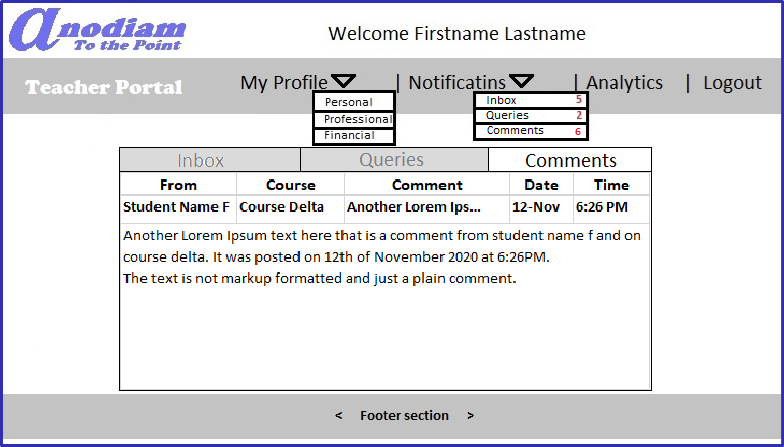 anodiam
To the Point
Welcome Firstname Lastname
Teacher Portal
My Profile | Notificatins | Analytics | Logout
Personal
Professional
Financial
Inbox 5
Queries 2
Comments 6
Inbox Queries Comments
From Course Comment Date Time
Student Name F Course Delta Another Lorem Ips... 12-Nov 6:26 PM
Another Lorem Ipsum text here that is a comment from student name f and on
course delta. It was posted on 12th of November 2020 at 6:26PM.
The text is not markup formatted and just a plain comment.
< Footer section >